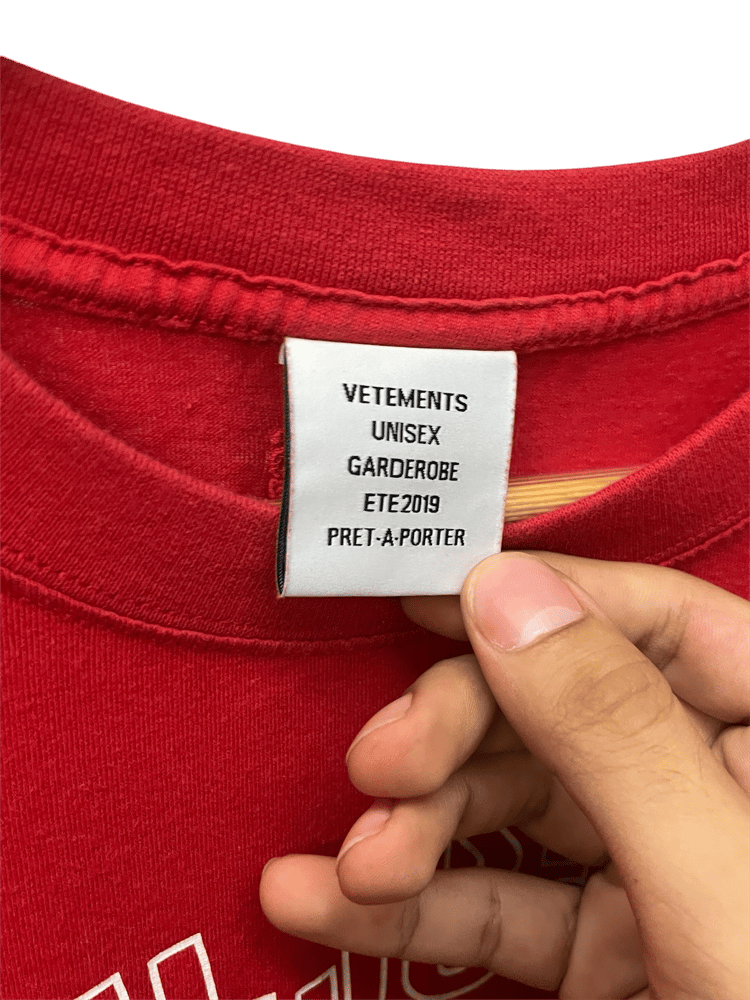 VETEMENTS
UNISEX
GARDEROBE
ETE2019
PRET-A-PORTER